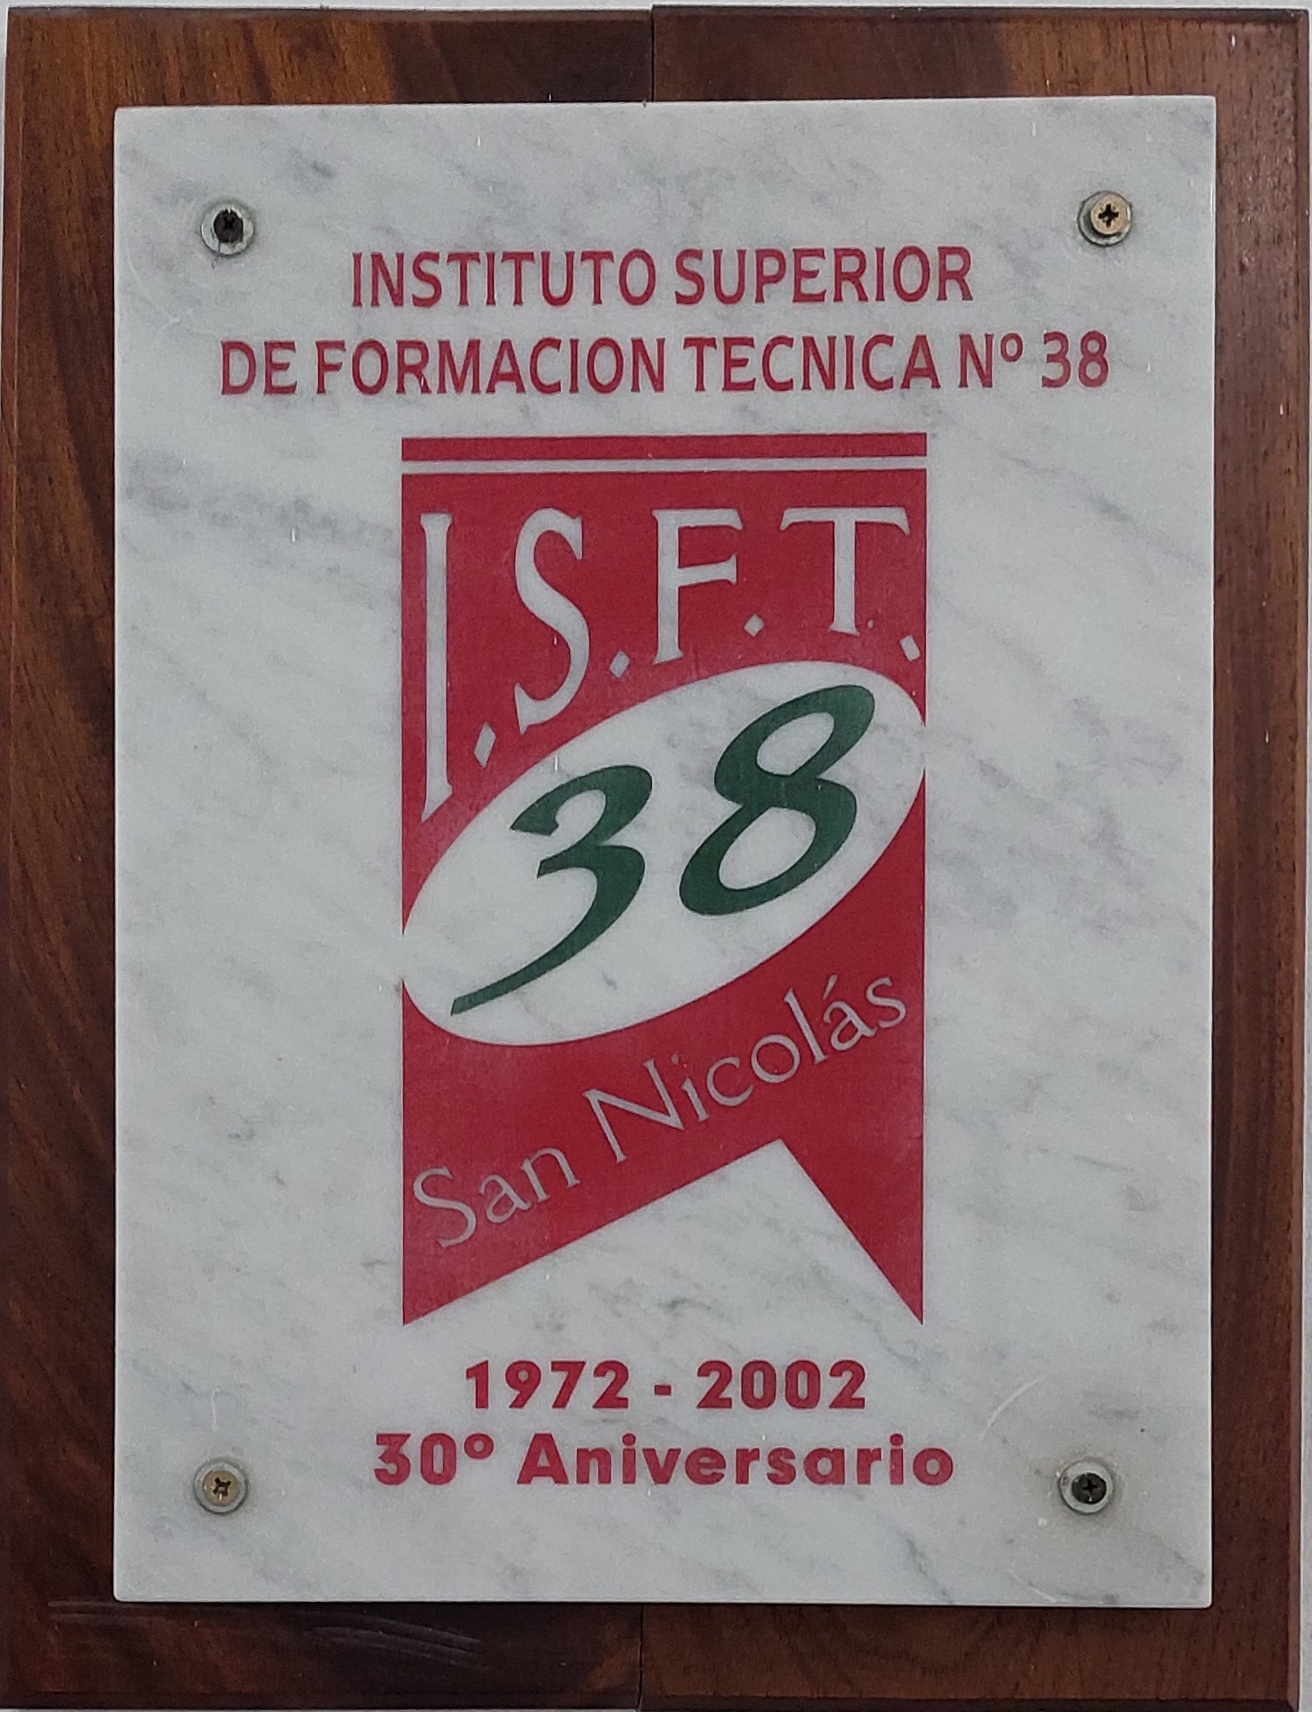 INSTITUTO SUPERIOR
DE FORMACION TECNICA Nº 38
I.S.F.T.
38
San Nicolás
1972 - 2002
30º Aniversario